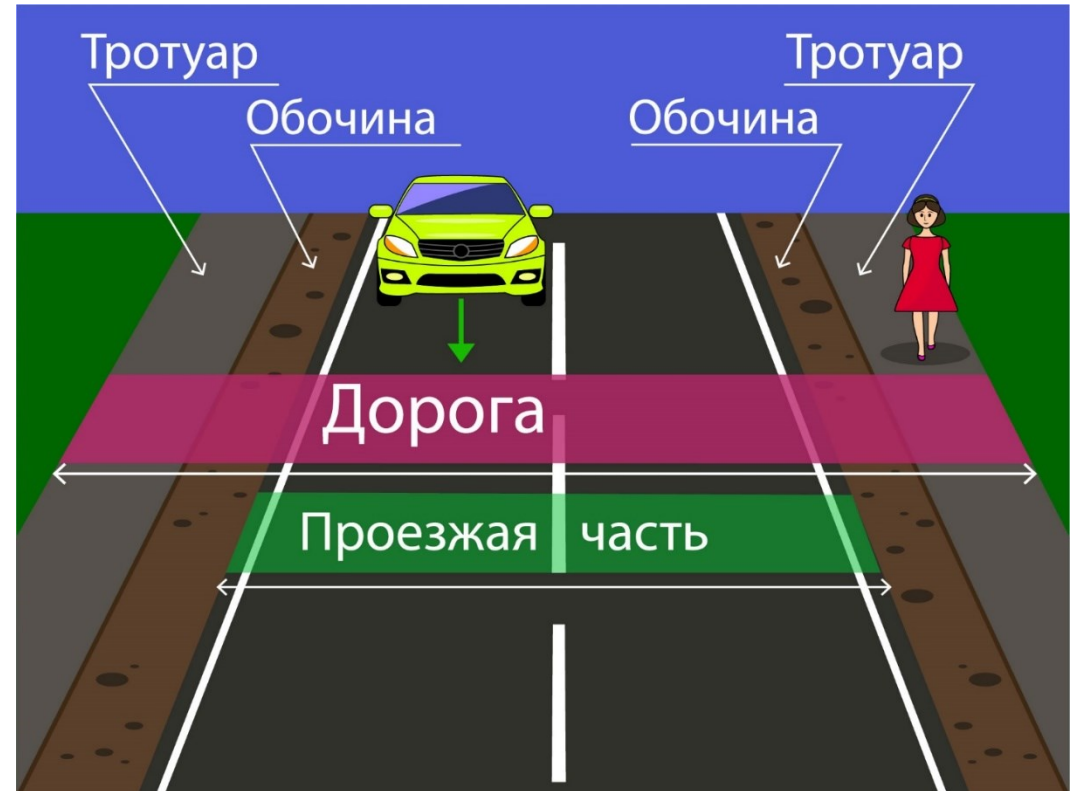 Тротуар
Тротуар
Обочина
Обочина
Дорога
Проезжая часть